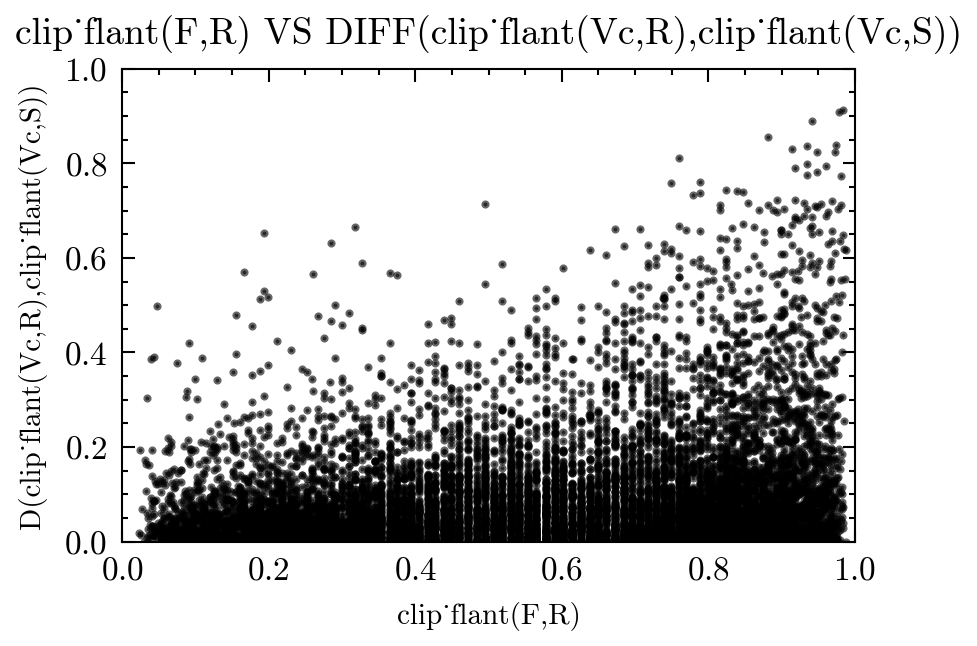 clip˙flant(F,R) VS DIFF(clip˙flant(Vc,R),clip˙flant(Vc,S))
D(clip˙flant(Vc,R),clip˙flant(Vc,S))
1.0
0.8
0.6
0.4
0.2
0.0
0.0 0.2 0.4 0.6 0.8 1.0
clip˙flant(F,R)